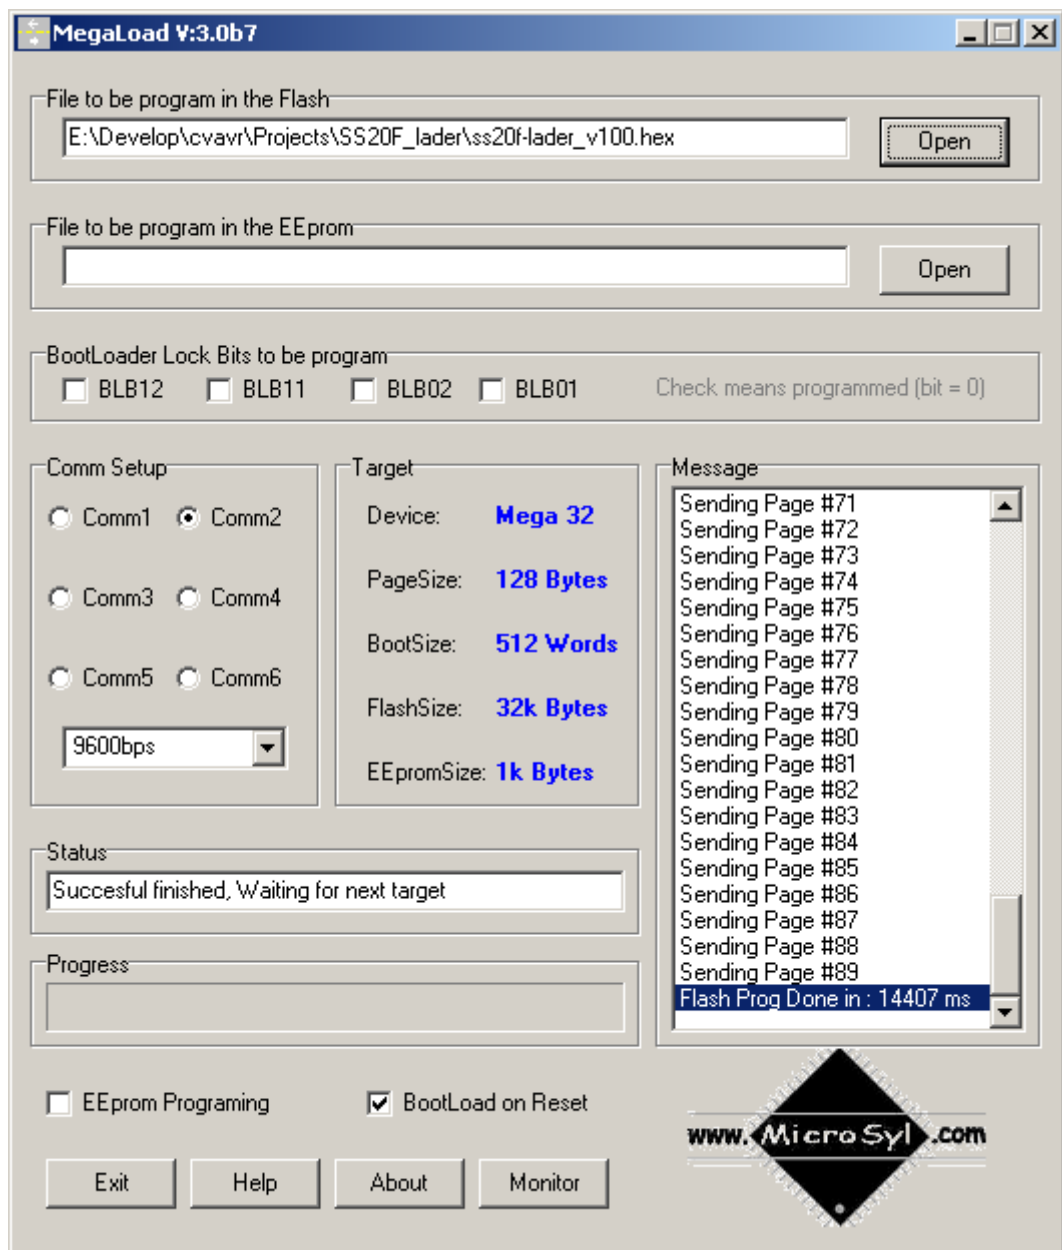 MegaLoad V:3.0b7
File to be program in the Flash
E:\Develop\cvavr\Projects\SS20F_lader\ss20f-lader_v100.hex
Open
File to be program in the EEprom
Open
BootLoader Lock Bits to be program
BLB12 BLB11 BLB02 BLB01 Check means programmed (bit = 0)
Comm Setup
Comm1 Comm2
Comm3 Comm4
Comm5 Comm6
9600bps
Target
Device: Mega 32
PageSize: 128 Bytes
BootSize: 512 Words
FlashSize: 32k Bytes
EEpromSize: 1k Bytes
Message
Sending Page #71
Sending Page #72
Sending Page #73
Sending Page #74
Sending Page #75
Sending Page #76
Sending Page #77
Sending Page #78
Sending Page #79
Sending Page #80
Sending Page #81
Sending Page #82
Sending Page #83
Sending Page #84
Sending Page #85
Sending Page #86
Sending Page #87
Sending Page #88
Sending Page #89
Flash Prog Done in : 14407 ms
Status
Succesful finished, Waiting for next target
Progress
EEprom Programing BootLoad on Reset
www.MicroSyl.com
Exit Help About Monitor